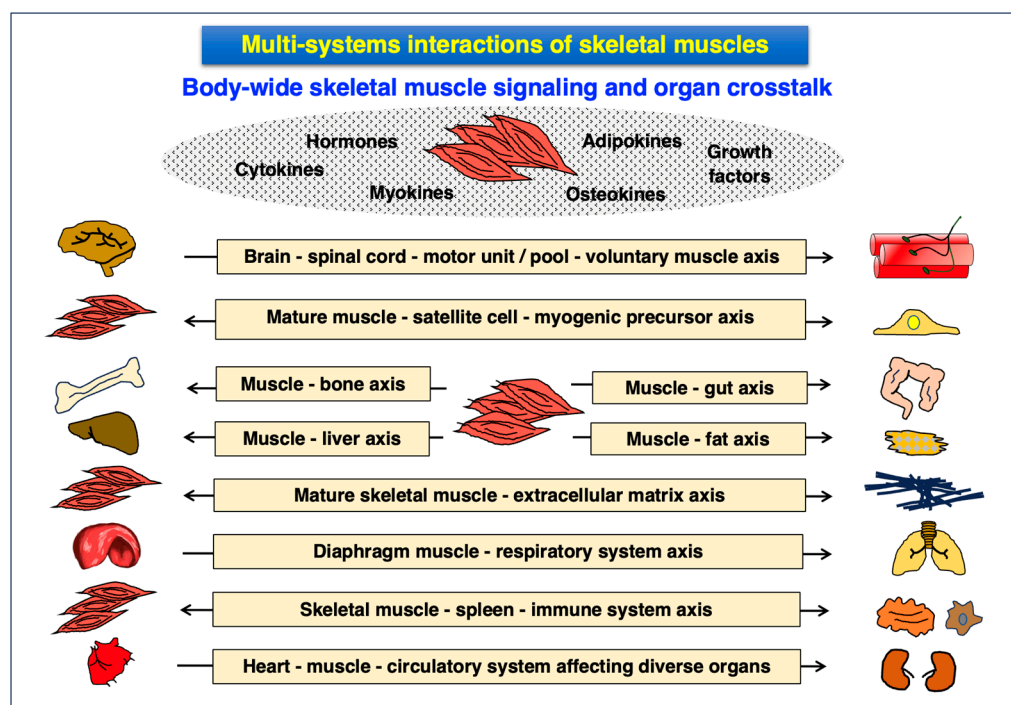 Multi-systems interactions of skeletal muscles
Body-wide skeletal muscle signaling and organ crosstalk
Hormones
Adipokines
Cytokines
Growth
factors
Myokines
Osteokines
Brain - spinal cord - motor unit / pool - voluntary muscle axis
Mature muscle - satellite cell - myogenic precursor axis
Muscle - bone axis
Muscle - gut axis
Muscle - liver axis
Muscle - fat axis
Mature skeletal muscle - extracellular matrix axis
Diaphragm muscle - respiratory system axis
Skeletal muscle - spleen - immune system axis
Heart - muscle - circulatory system affecting diverse organs